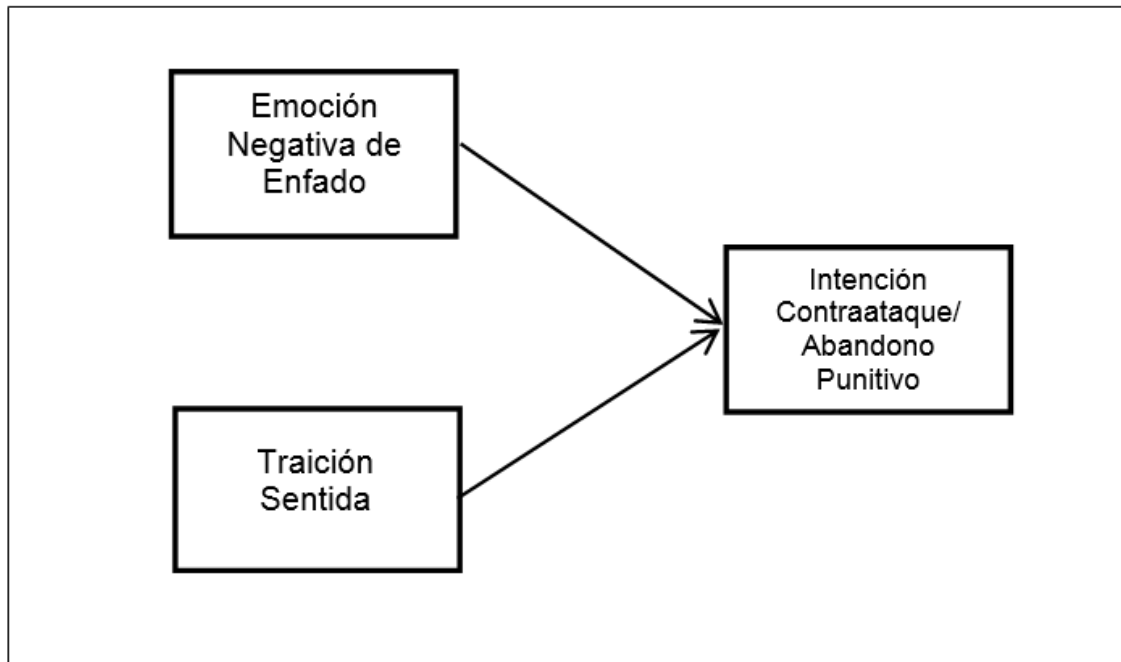 Emoción
Negativa de
Enfado
Intención
Contraataque/
Abandono
Punitivo
Traición
Sentida